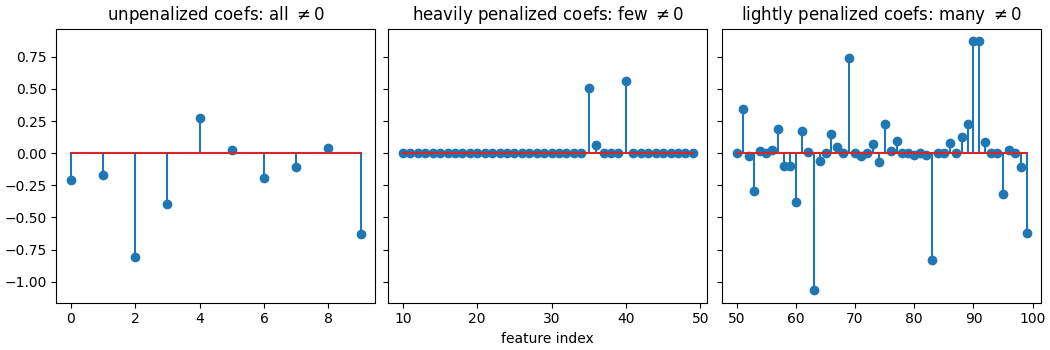 unpenalized coefs: all ≠0
heavily penalized coefs: few ≠0
lightly penalized coefs: many ≠0
0.75
0.50
0.25
0.00
−0.25
−0.50
−0.75
−1.00
0 2 4 6 8
10 20 30 40 50
50 60 70 80 90 100
feature index